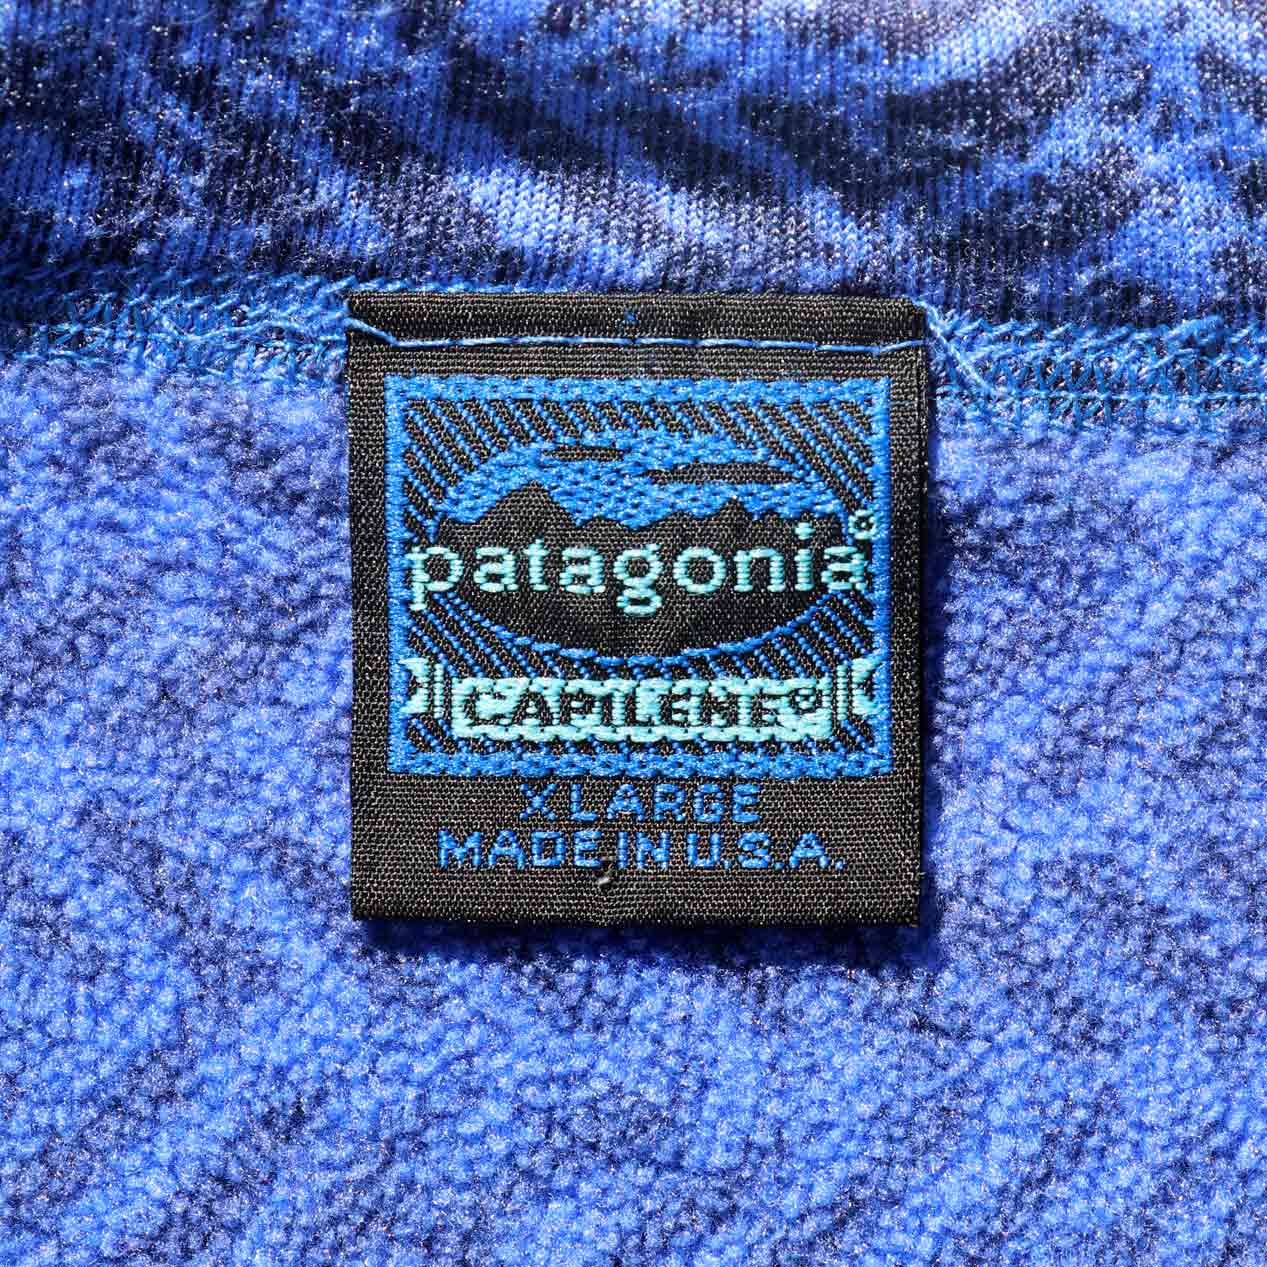 patagonia®
CAPILENE®
X LARGE
MADE IN U.S.A.